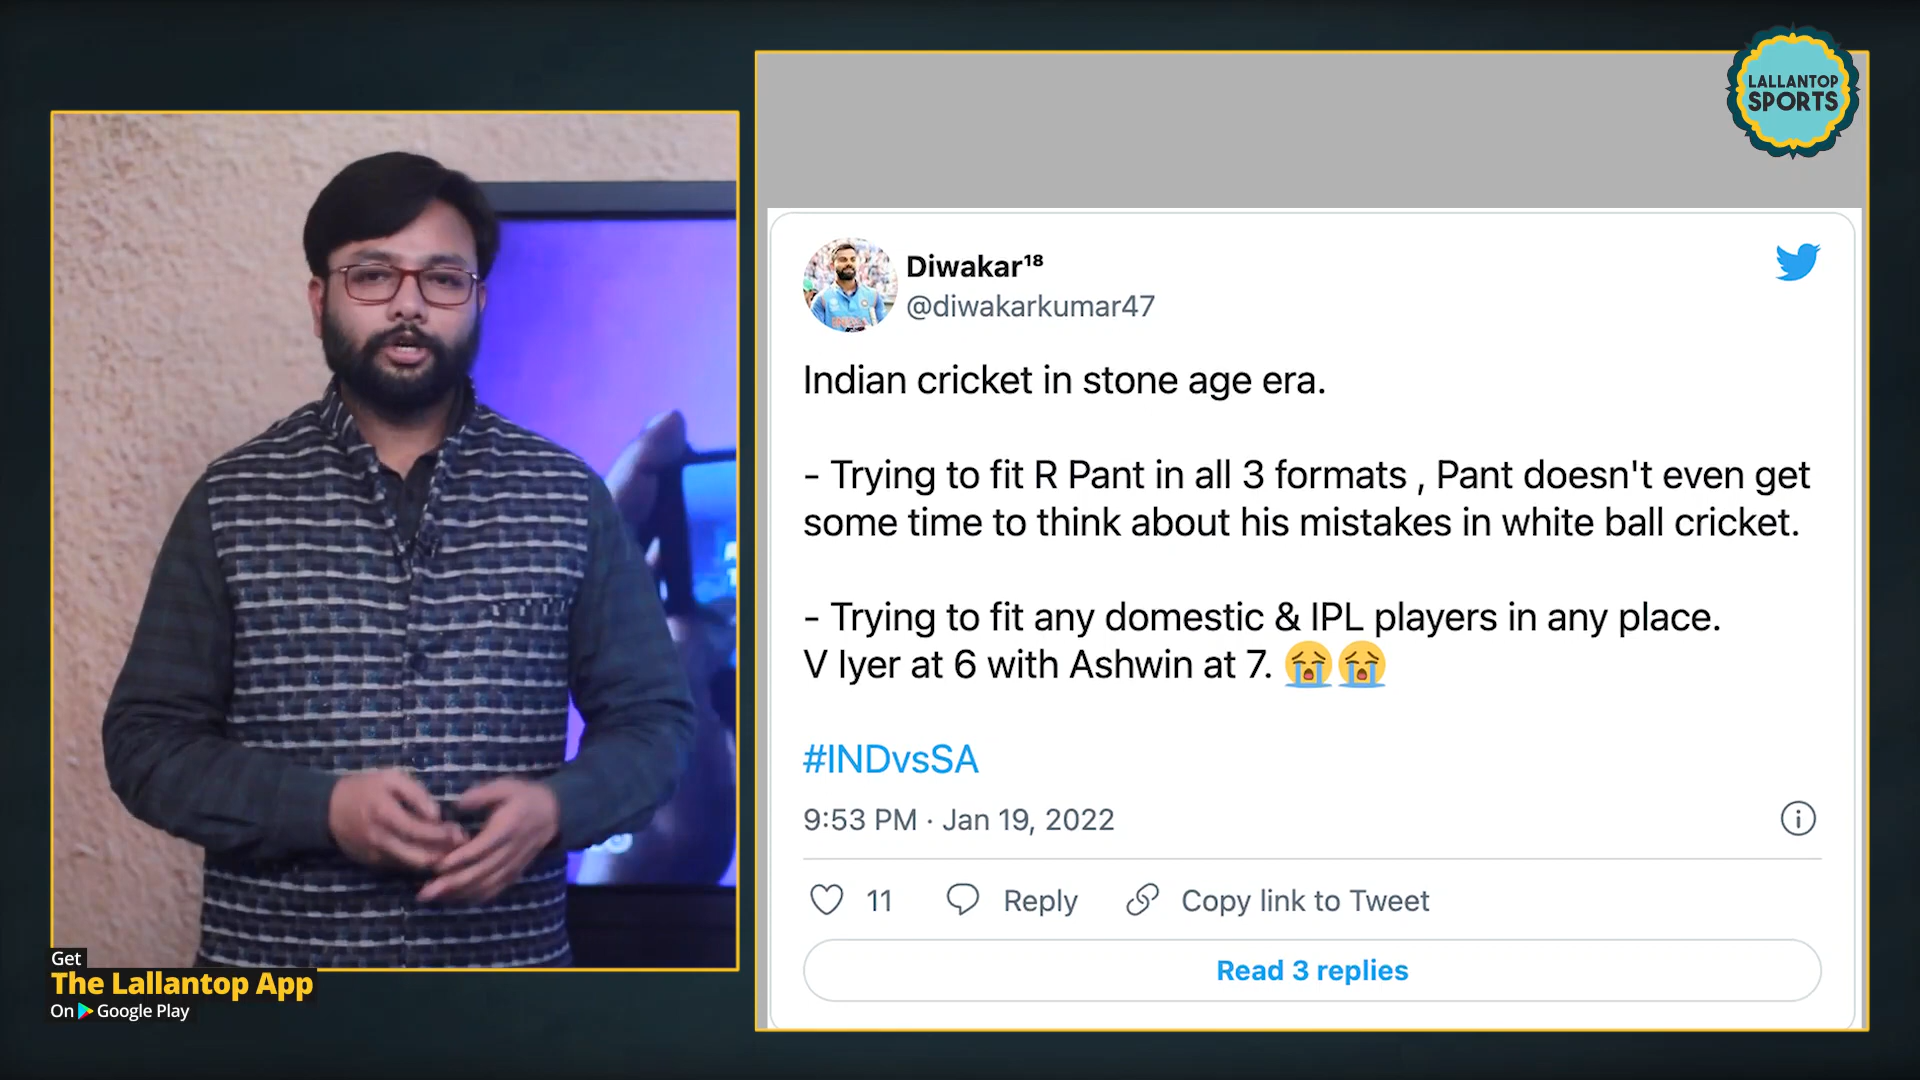 LALLANTOP
SPORTS
Diwakar¹⁸
@diwakarkumar47
Indian cricket in stone age era.
- Trying to fit R Pant in all 3 formats , Pant doesn't even get
some time to think about his mistakes in white ball cricket.
- Trying to fit any domestic & IPL players in any place.
V Iyer at 6 with Ashwin at 7. 😭😭
#INDvsSA
9:53 PM · Jan 19, 2022
11 Reply Copy link to Tweet
Read 3 replies
Get
The Lallantop App
On Google Play